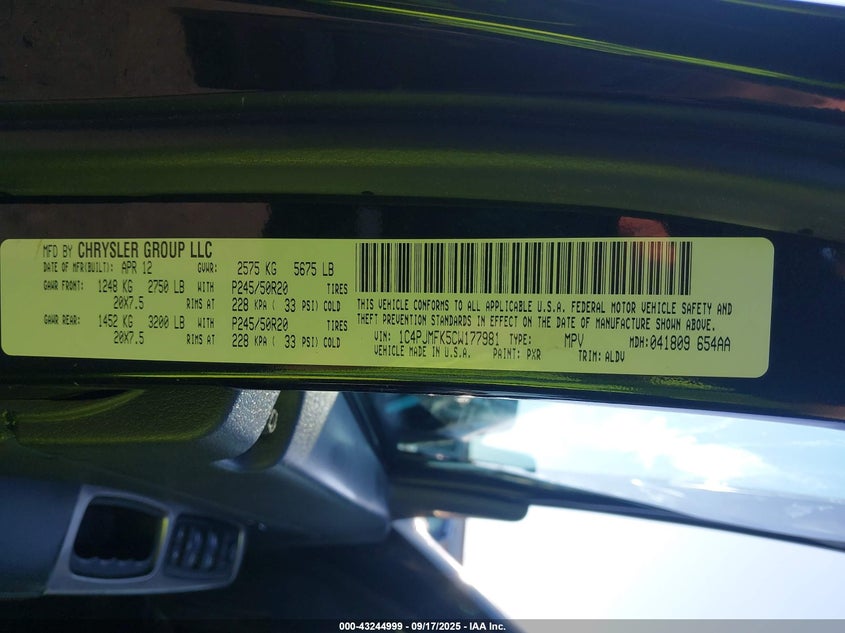 MFD BY CHRYSLER GROUP LLC
DATE OF MFR(BUILT): APR 12 GVWR: 2575 KG 5675 LB
GAWR FRONT: 1248 KG 2750 LB WITH P245/50R20 TIRES
20X7.5 RIMS AT 228 KPA ( 33 PSI) COLD
GAWR REAR: 1452 KG 3200 LB WITH P245/50R20 TIRES
20X7.5 RIMS AT 228 KPA ( 33 PSI) COLD
THIS VEHICLE CONFORMS TO ALL APPLICABLE U.S.A. FEDERAL MOTOR VEHICLE SAFETY AND
THEFT PREVENTION STANDARDS IN EFFECT ON THE DATE OF MANUFACTURE SHOWN ABOVE.
VIN: 1C4PJMFK5CW177981 TYPE: MPV MDH:041809 654AA
VEHICLE MADE IN U.S.A. PAINT: PXR TRIM: ALDV
000-43244999 - 09/17/2025 - IAA Inc.